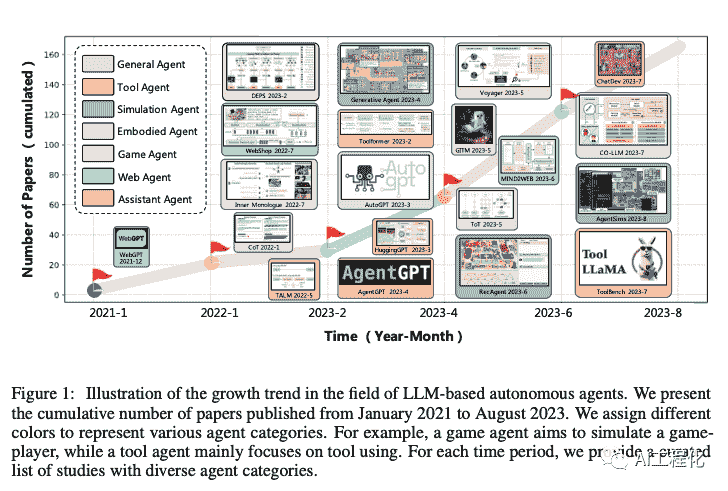 General Agent
Tool Agent
Simulation Agent
Embodied Agent
Game Agent
Web Agent
Assistant Agent
Number of Papers ( cumulated )
160
140
120
100
80
60
40
20
0
DEPS 2023-2
WebShop 2022-7
Inner Monologue 2022-7
WebGPT
WebGPT
2021-12
CoT 2022-1
TALM 2022-5
Generative Agent 2023-4
Toolformer 2023-2
Auto
gpt
AutoGPT 2023-3
HuggingGPT 2023-3
AgentGPT
AgentGPT 2023-4
Voyager 2023-5
GITM
2023-5
MIND2WEB 2023-6
ToT 2023-5
RecAgent 2023-6
ChatDev 2023-7
CO-LLM 2023-7
AgentSims 2023-8
Tool
LLaMA
ToolBench 2023-7
2021-1
2022-1
2023-2
2023-4
2023-6
2023-8
Time ( Year-Month )
Figure 1: Illustration of the growth trend in the field of LLM-based autonomous agents. We present
the cumulative number of papers published from January 2021 to August 2023. We assign different
colors to represent various agent categories. For example, a game agent aims to simulate a game-
player, while a tool agent mainly focuses on tool using. For each time period, we provide a curated
list of studies with diverse agent categories.
AI工程化